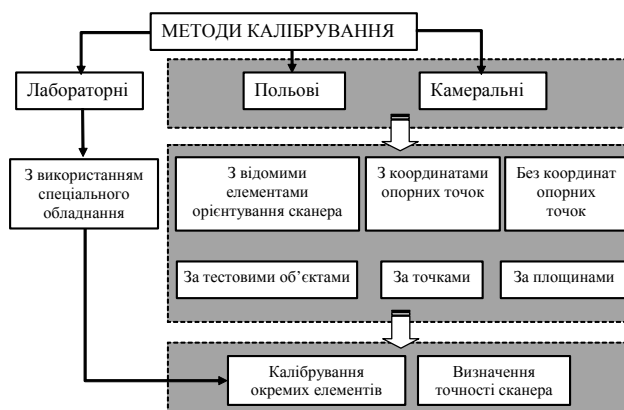 МЕТОДИ КАЛІБРУВАННЯ
Лабораторні
Польові
Камеральні
З використанням
спеціального
обладнання
З відомими
елементами
орієнтування сканера
З координатами
опорних точок
Без координат
опорних
точок
За тестовими об’єктами
За точками
За площинами
Калібрування
окремих елементів
Визначення
точності сканера